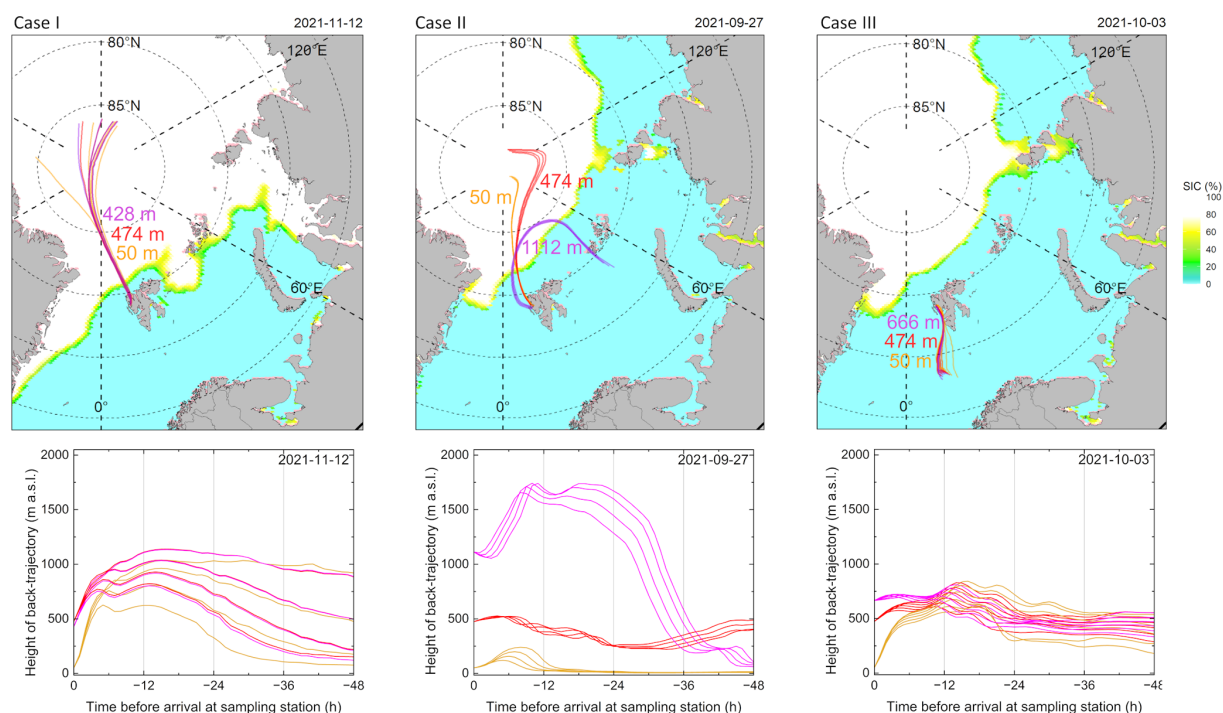 Case I
2021-11-12
Case II
2021-09-27
Case III
2021-10-03
80°N
120°E
85°N
428 m
474 m
50 m
60°E
0°
80°N
120°E
85°N
474 m
50 m
1112 m
60°E
0°
80°N
120°E
85°N
666 m
474 m
50 m
60°E
0°
SIC (%)
100
80
60
40
20
0
Height of back-trajectory (m a.s.l.)
2000
1500
1000
500
0
2021-11-12
0
−12
−24
−36
−48
Time before arrival at sampling station (h)
Height of back-trajectory (m a.s.l.)
2000
1500
1000
500
0
2021-09-27
0
−12
−24
−36
−48
Time before arrival at sampling station (h)
Height of back-trajectory (m a.s.l.)
2000
1500
1000
500
0
2021-10-03
0
−12
−24
−36
−48
Time before arrival at sampling station (h)